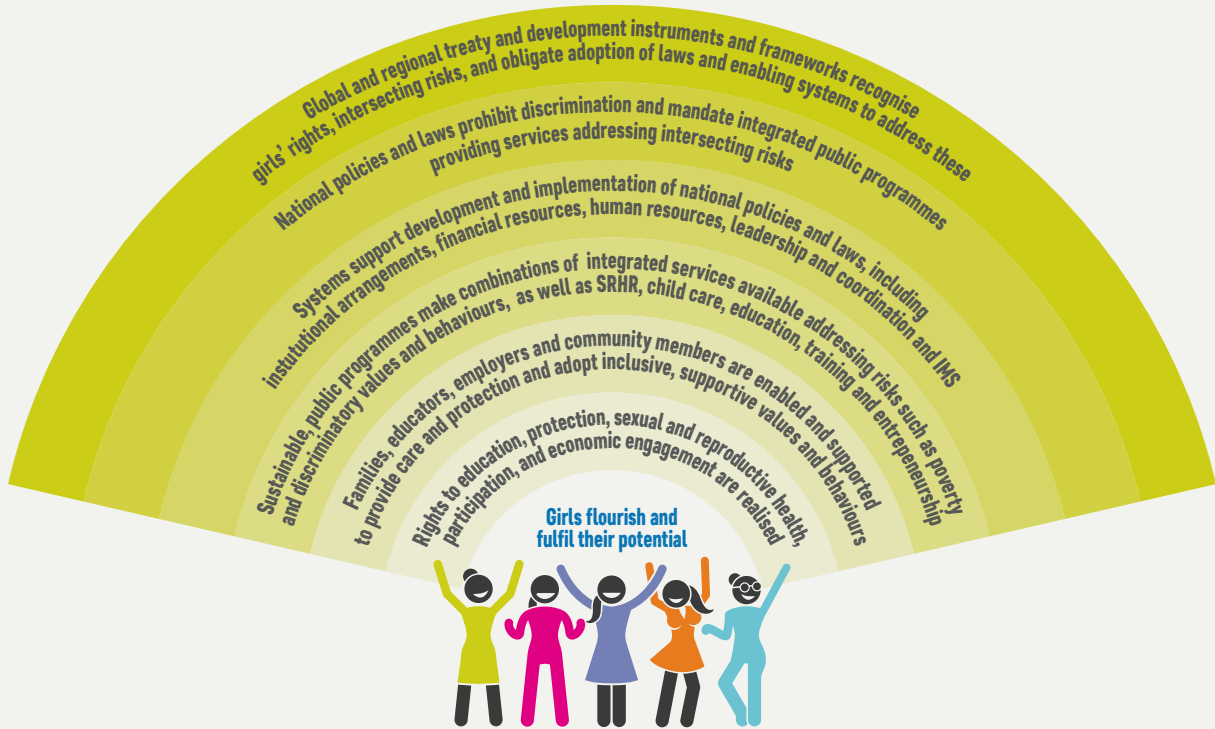 Global and regional treaty and development instruments and frameworks recognise
girls' rights, intersecting risks, and obligate adoption of laws and enabling systems to address these
National policies and laws prohibit discrimination and mandate integrated public programmes
providing services addressing intersecting risks
Systems support development and implementation of national policies and laws, including
instututional arrangements, financial resources, human resources, leadership and coordination and IMS
Sustainable, public programmes make combinations of integrated services available addressing risks such as poverty
and discriminatory values and behaviours, as well as SRHR, child care, education, training and entrepeneurship
Families, educators, employers and community members are enabled and supported
to provide care and protection and adopt inclusive, supportive values and behaviours
Rights to education, protection, sexual and reproductive health,
participation, and economic engagement are realised
Girls flourish and
fulfil their potential